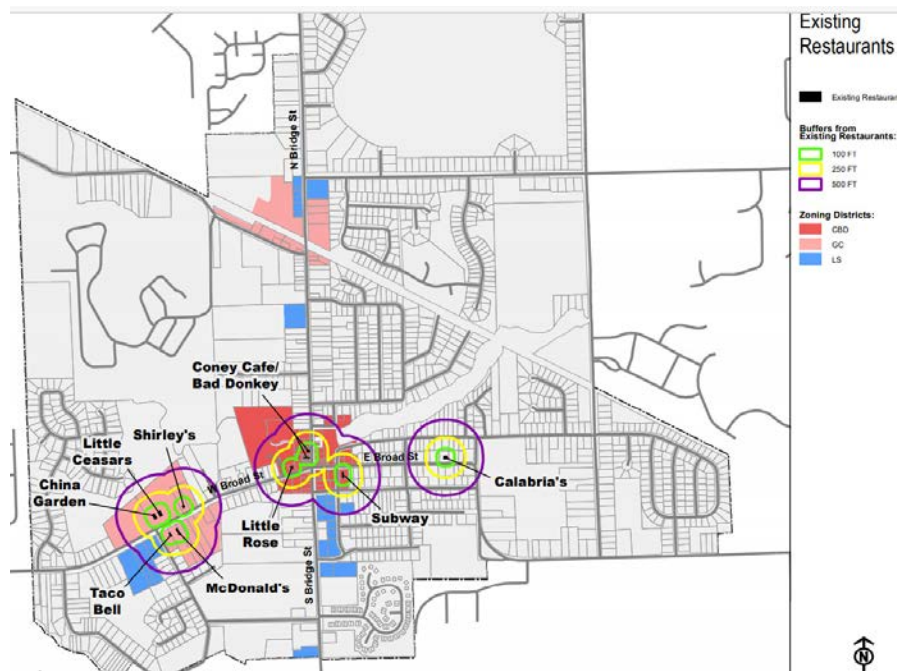 Existing
Restaurants
Existing Restauran
Buffers from
Existing Restaurants:
100 FT
250 FT
500 FT
Zoning Districts:
CBD
GC
LS
N Bridge St
Coney Cafe/
Bad Donkey
Shirley's
Little
Ceasars
China
Garden
W Broad St
E Broad St
Calabria's
Little
Rose
Subway
S Bridge St
Taco
Bell
McDonald's
N